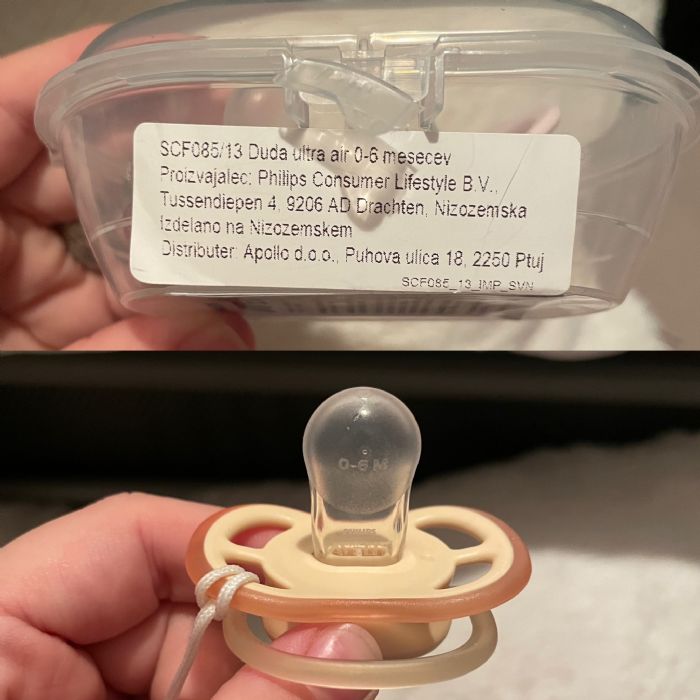 SCF085/13 Duda ultra air 0-6 mesecev
Proizvajalec: Philips Consumer Lifestyle B.V.,
Tussendiepen 4, 9206 AD Drachten, Nizozemska
Izdelano na Nizozemskem
Distributer: Apollo d.o.o., Puhova ulica 18, 2250 Ptuj
SCF085_13_IMP_SVN
0-6 M
PHILIPS